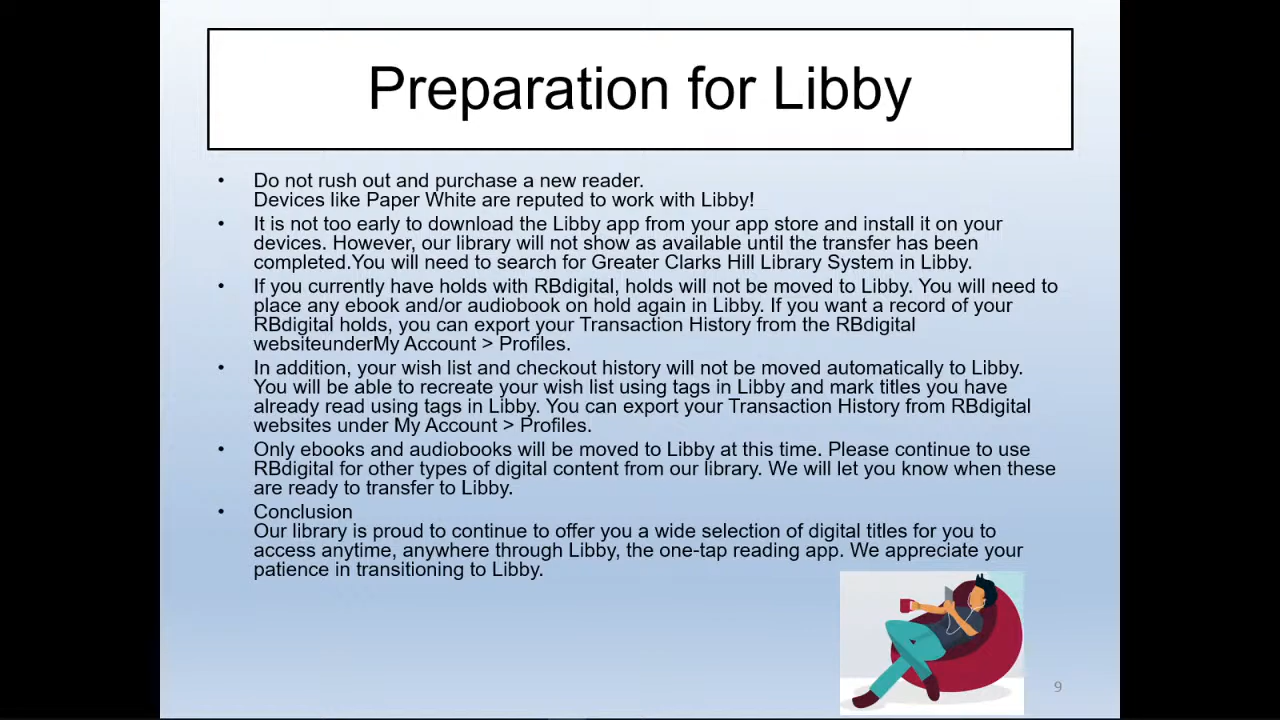 Preparation for Libby
• Do not rush out and purchase a new reader.
Devices like Paper White are reputed to work with Libby!
• It is not too early to download the Libby app from your app store and install it on your
devices. However, our library will not show as available until the transfer has been
completed.You will need to search for Greater Clarks Hill Library System in Libby.
• If you currently have holds with RBdigital, holds will not be moved to Libby. You will need to
place any ebook and/or audiobook on hold again in Libby. If you want a record of your
RBdigital holds, you can export your Transaction History from the RBdigital
websiteunderMy Account > Profiles.
• In addition, your wish list and checkout history will not be moved automatically to Libby.
You will be able to recreate your wish list using tags in Libby and mark titles you have
already read using tags in Libby. You can export your Transaction History from RBdigital
websites under My Account > Profiles.
• Only ebooks and audiobooks will be moved to Libby at this time. Please continue to use
RBdigital for other types of digital content from our library. We will let you know when these
are ready to transfer to Libby.
• Conclusion
Our library is proud to continue to offer you a wide selection of digital titles for you to
access anytime, anywhere through Libby, the one-tap reading app. We appreciate your
patience in transitioning to Libby.
9